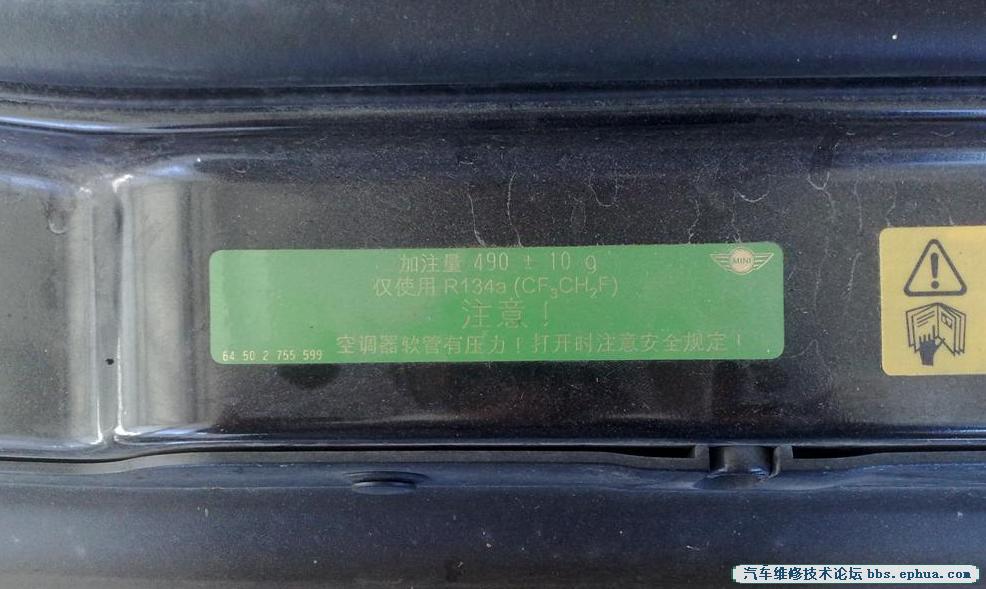 加注量 490 ± 10 g
MINI
仅使用 R134a (CF₃CH₂F)
注意！
空调器软管有压力！打开时注意安全规定！
64 50 2 755 599
汽车维修技术论坛 bbs.ephua.com